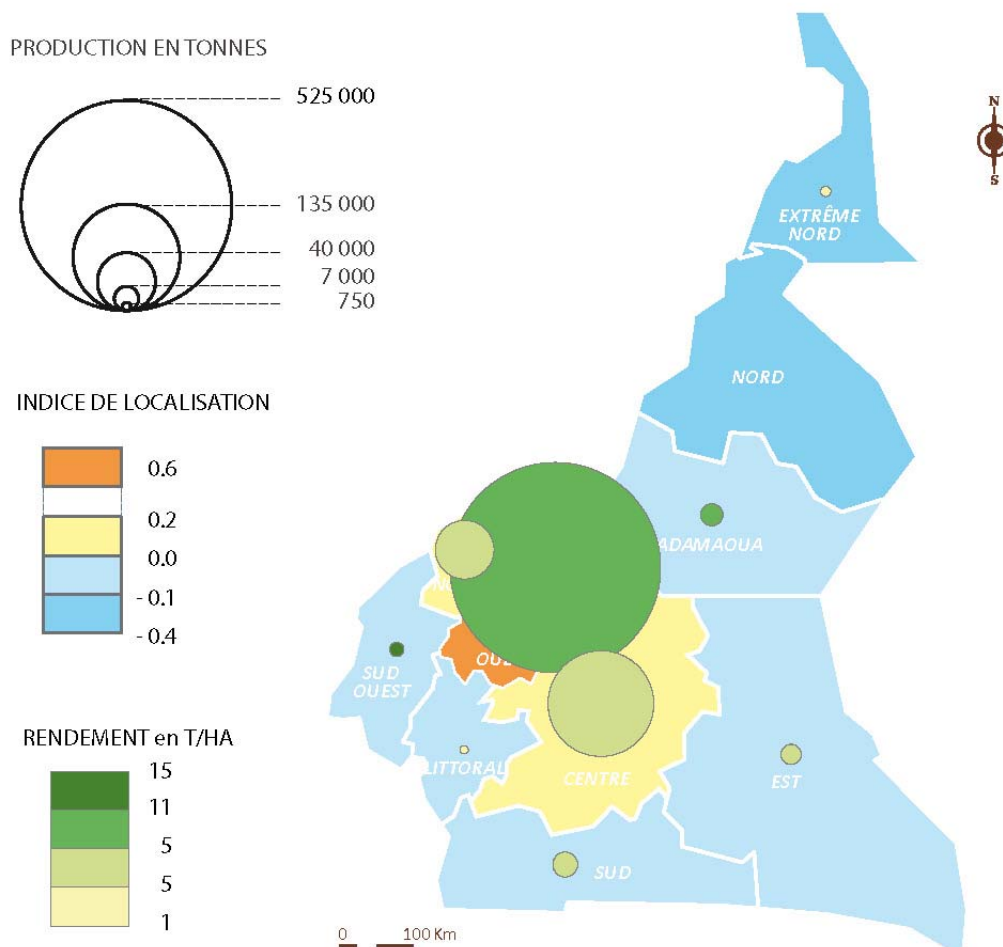 PRODUCTION EN TONNES
525 000
135 000
40 000
7 000
750
N
S
EXTRÊME
NORD
NORD
INDICE DE LOCALISATION
0.6
0.2
0.0
- 0.1
- 0.4
ADAMAOUA
SUD
OUEST
LITTORAL
CENTRE
EST
SUD
RENDEMENT en T/HA
15
11
5
5
1
0 100 Km